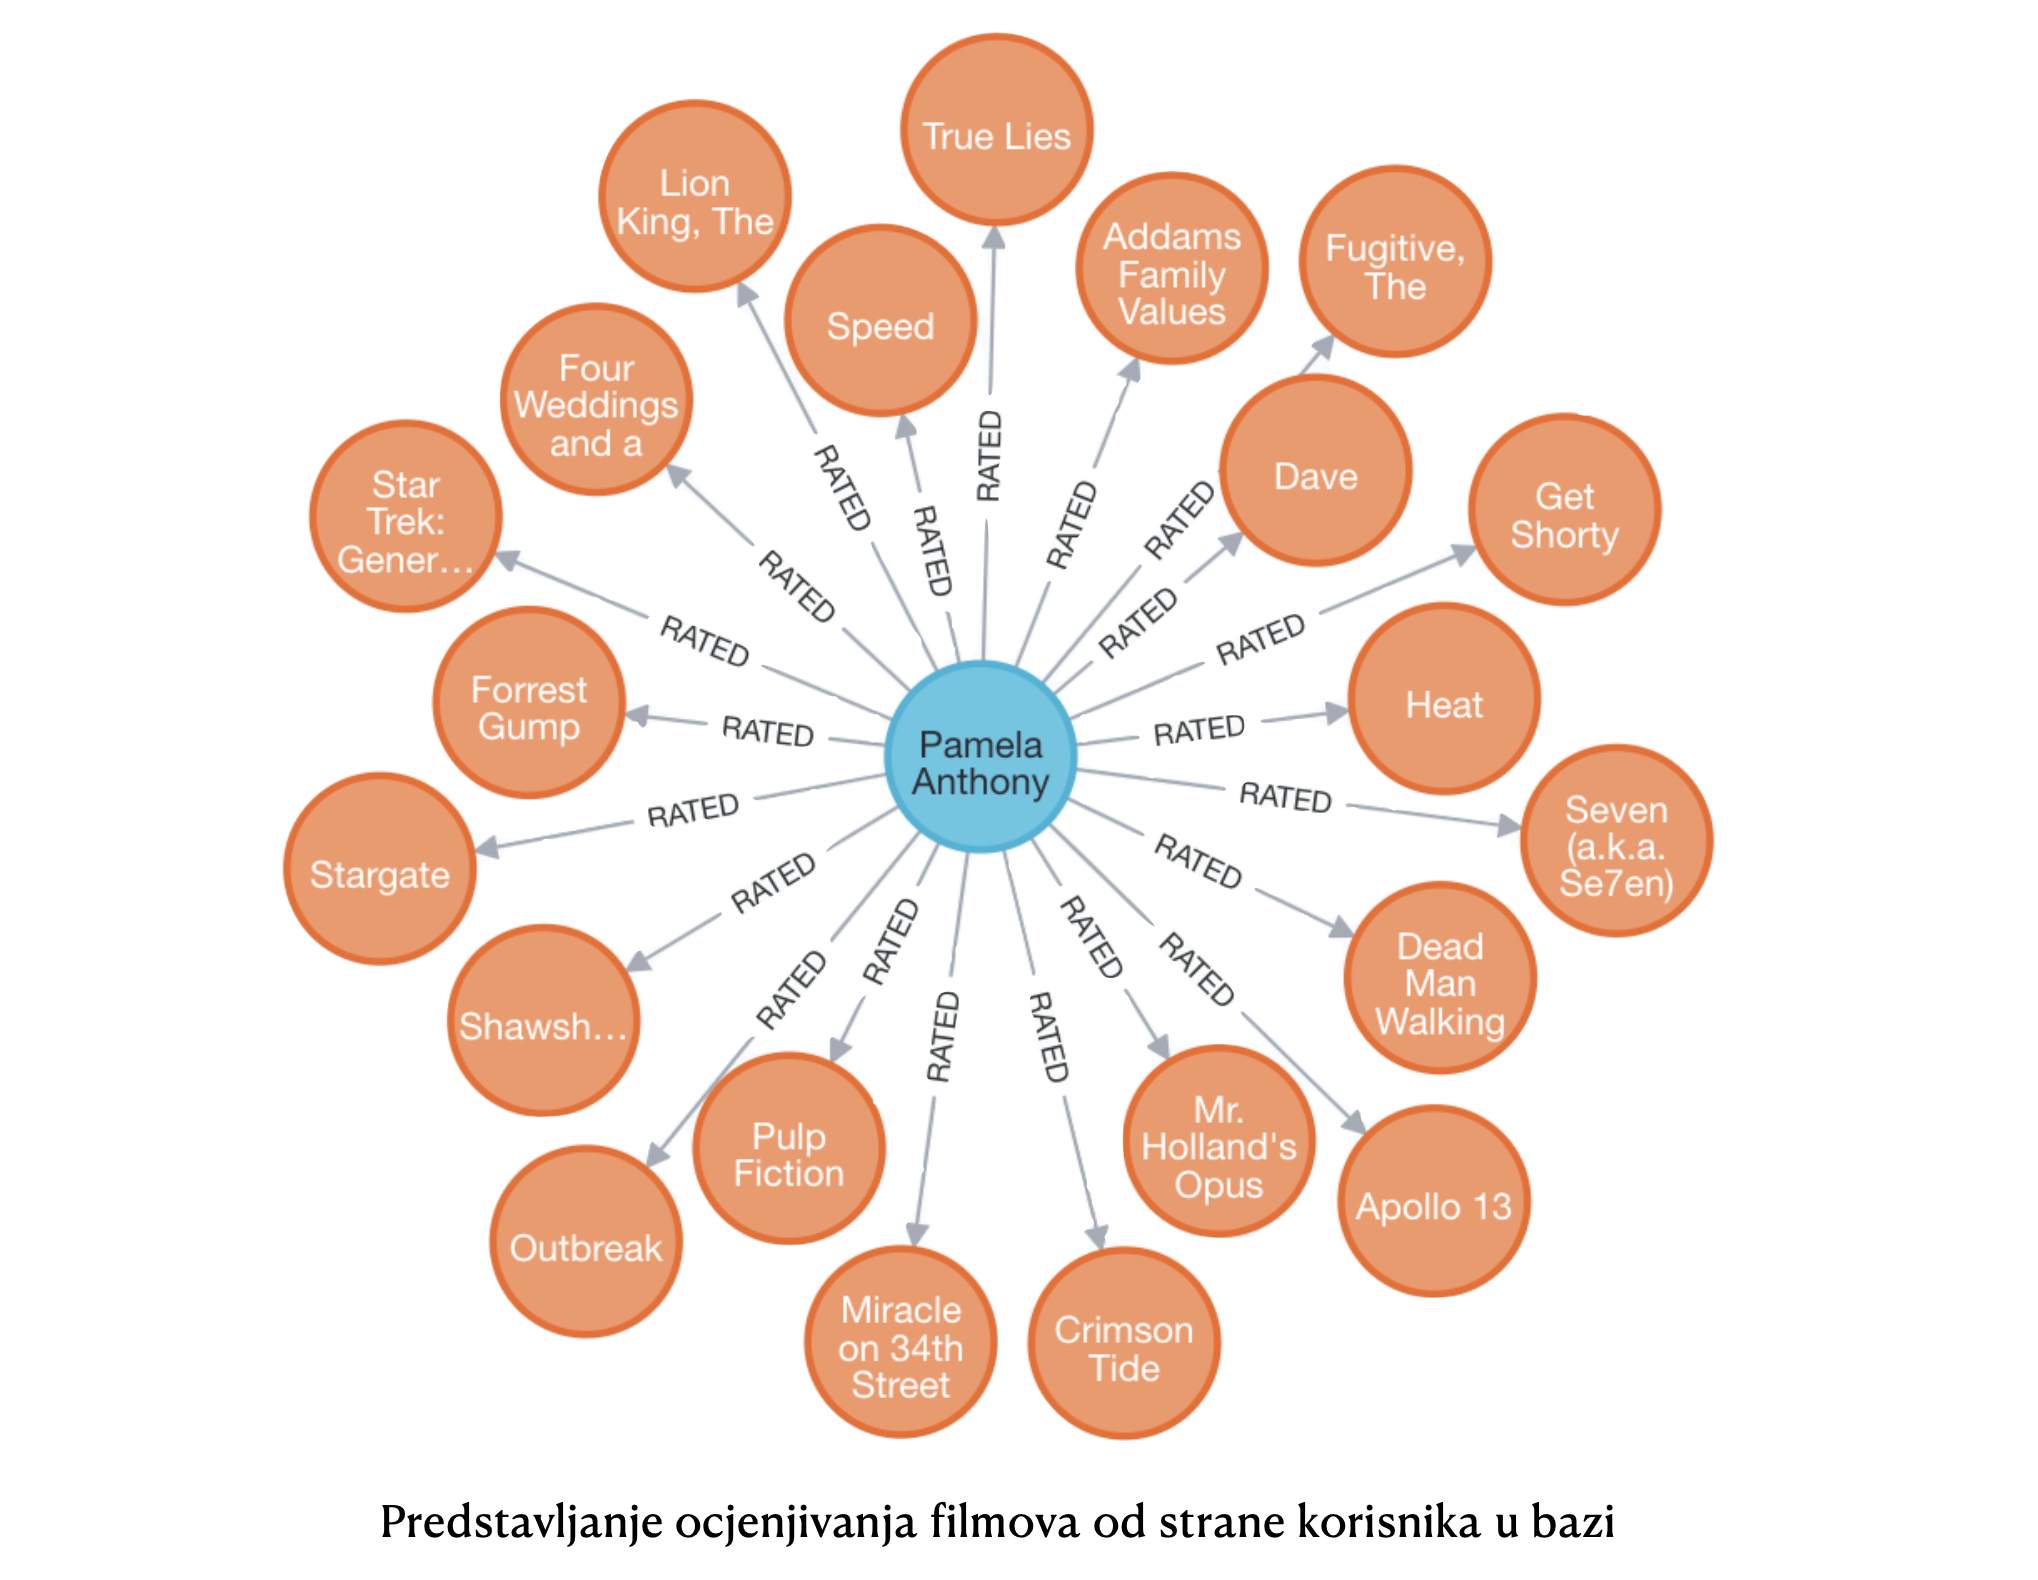 True Lies
Lion
King, The
Addams
Family
Values
Fugitive,
The
Speed
Four
Weddings
and a
Dave
Star
Trek:
Gener...
Get
Shorty
RATED
RATED
RATED
RATED
RATED
RATED
RATED
RATED
RATED
RATED
Forrest
Gump
Heat
RATED
RATED
Pamela
Anthony
RATED
RATED
Seven
(a.k.a.
Se7en)
Stargate
RATED
RATED
RATED
RATED
RATED
RATED
RATED
RATED
Dead
Man
Walking
Shawsh...
Pulp
Fiction
Mr.
Holland's
Opus
Apollo 13
Outbreak
Miracle
on 34th
Street
Crimson
Tide
Predstavljanje ocjenjivanja filmova od strane korisnika u bazi